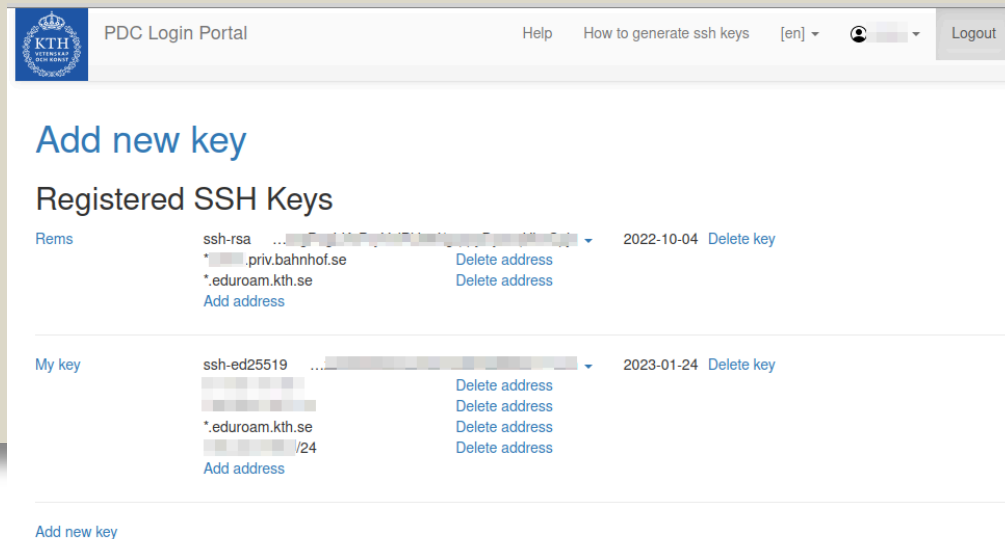 KTH
VETENSKAP
OCH KONST
PDC Login Portal
Help How to generate ssh keys [en] Logout
Add new key
Registered SSH Keys
Rems ssh-rsa ... 2022-10-04 Delete key
* .priv.bahnhof.se Delete address
*.eduroam.kth.se Delete address
Add address
My key ssh-ed25519 ... 2023-01-24 Delete key
Delete address
Delete address
*.eduroam.kth.se Delete address
/24 Delete address
Add address
Add new key